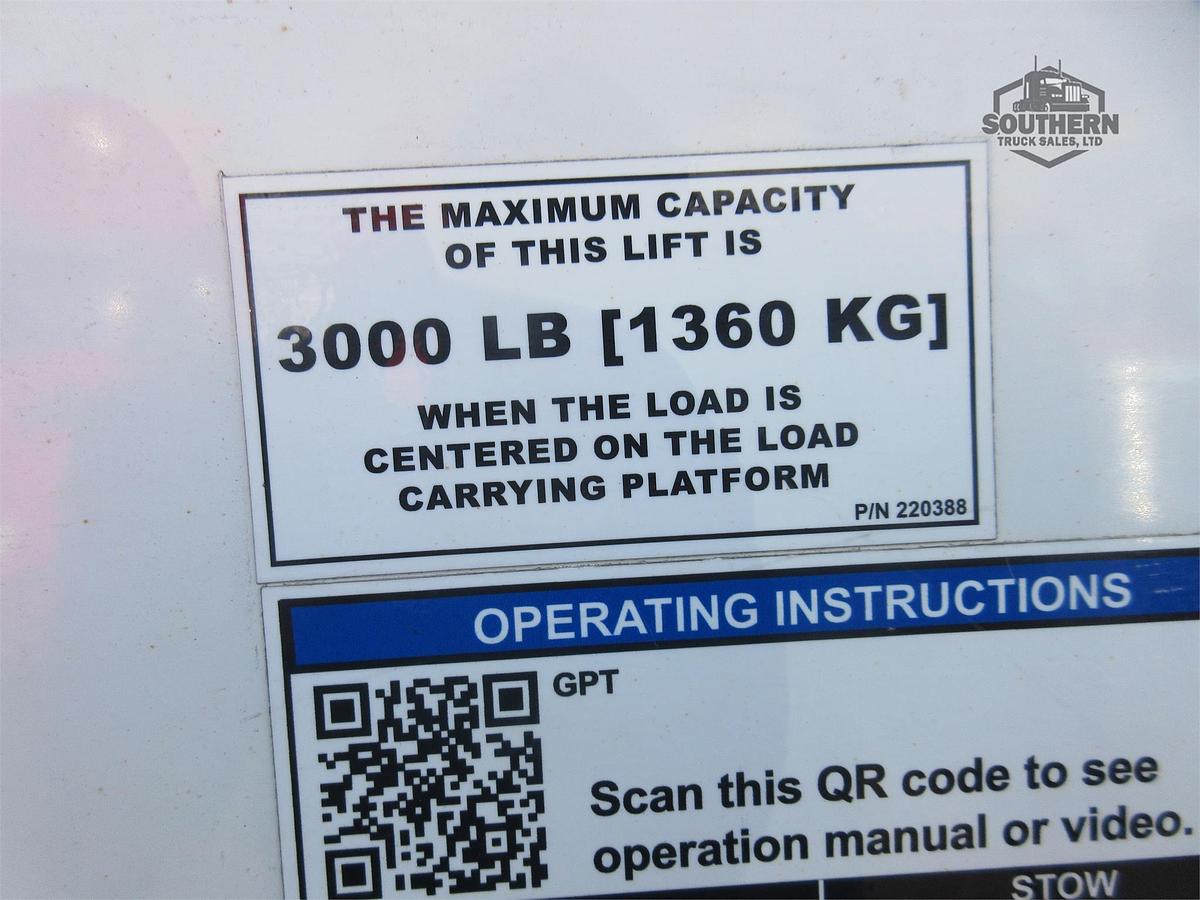 SOUTHERN
TRUCK SALES, LTD
THE MAXIMUM CAPACITY
OF THIS LIFT IS
3000 LB [1360 KG]
WHEN THE LOAD IS
CENTERED ON THE LOAD
CARRYING PLATFORM
P/N 220388
OPERATING INSTRUCTIONS
GPT
Scan this QR code to see
operation manual or video.
STOW